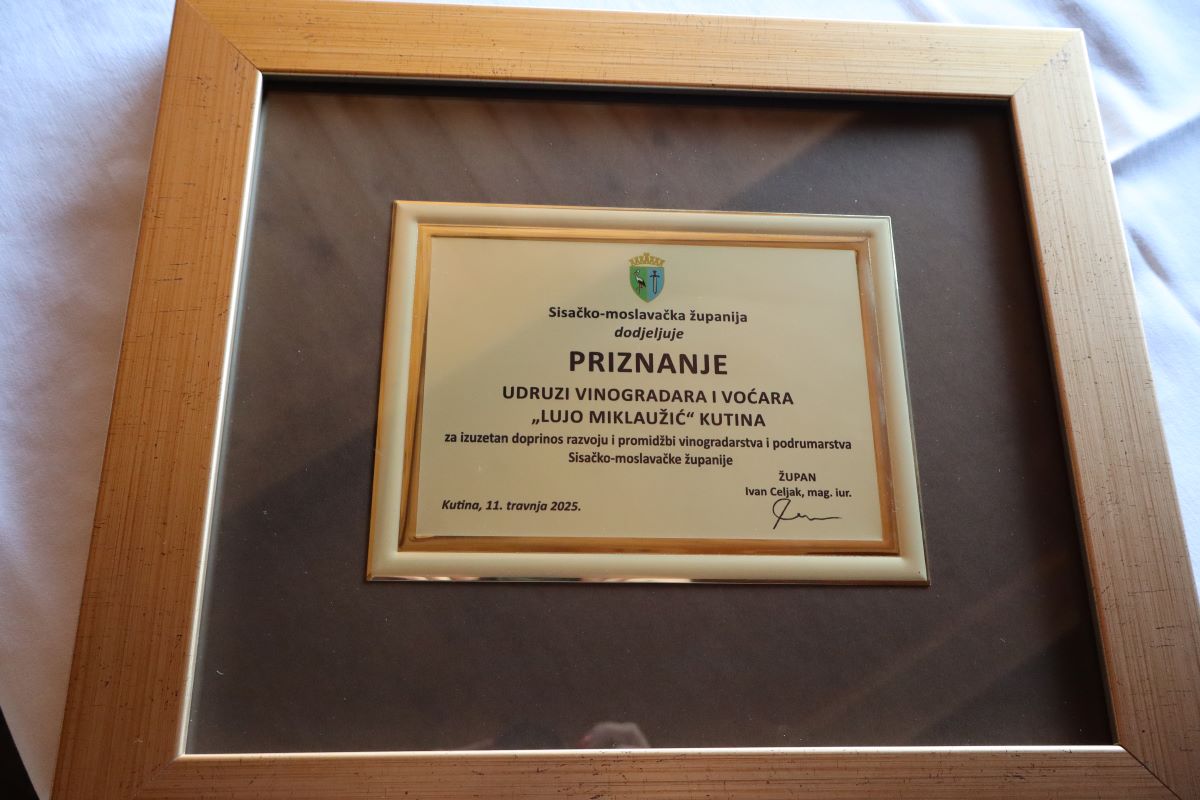 Sisačko-moslavačka županija
dodjeljuje
PRIZNANJE
UDRUZI VINOGRADARA I VOĆARA
„LUJO MIKLAUŽIĆ“ KUTINA
za izuzetan doprinos razvoju i promidžbi vinogradarstva i podrumarstva
Sisačko-moslavačke županije
ŽUPAN
Ivan Celjak, mag. iur.
Kutina, 11. travnja 2025.